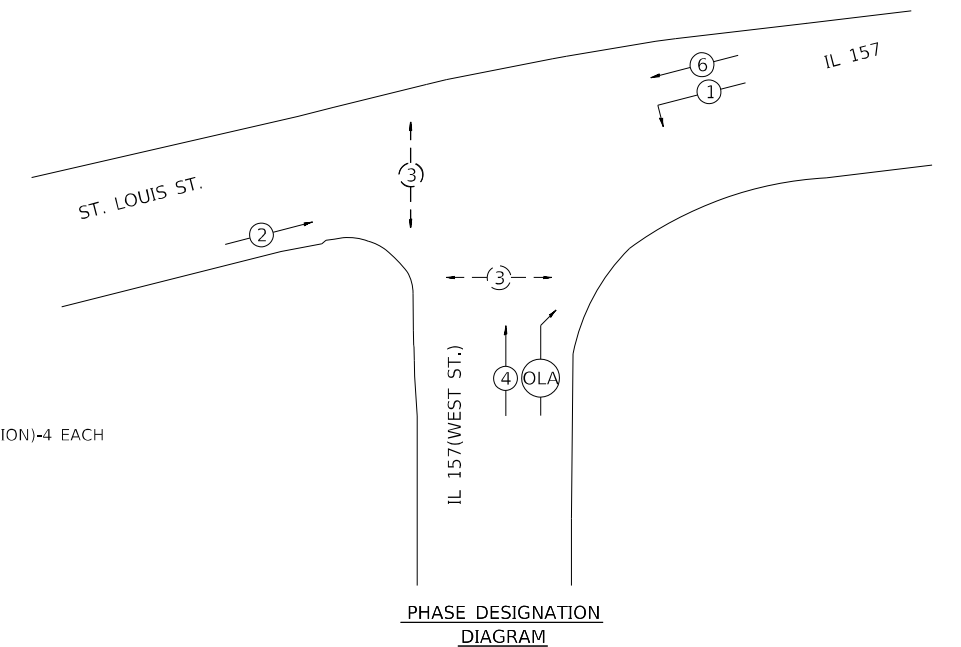 IL 157
6
1
ST. LOUIS ST.
3
2
3
IL 157(WEST ST.)
4
OLA
ION)-4 EACH
PHASE DESIGNATION
DIAGRAM